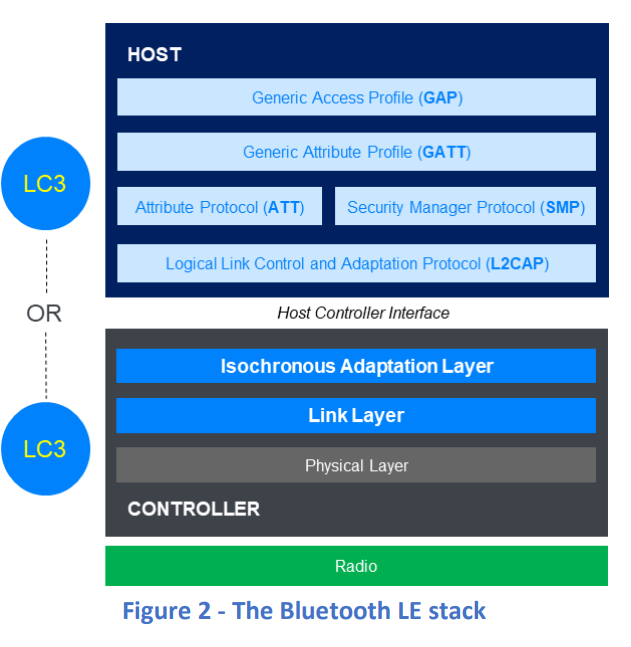 HOST
Generic Access Profile (GAP)
Generic Attribute Profile (GATT)
LC3
Attribute Protocol (ATT)
Security Manager Protocol (SMP)
Logical Link Control and Adaptation Protocol (L2CAP)
OR
Host Controller Interface
Isochronous Adaptation Layer
Link Layer
LC3
Physical Layer
CONTROLLER
Radio
Figure 2 - The Bluetooth LE stack